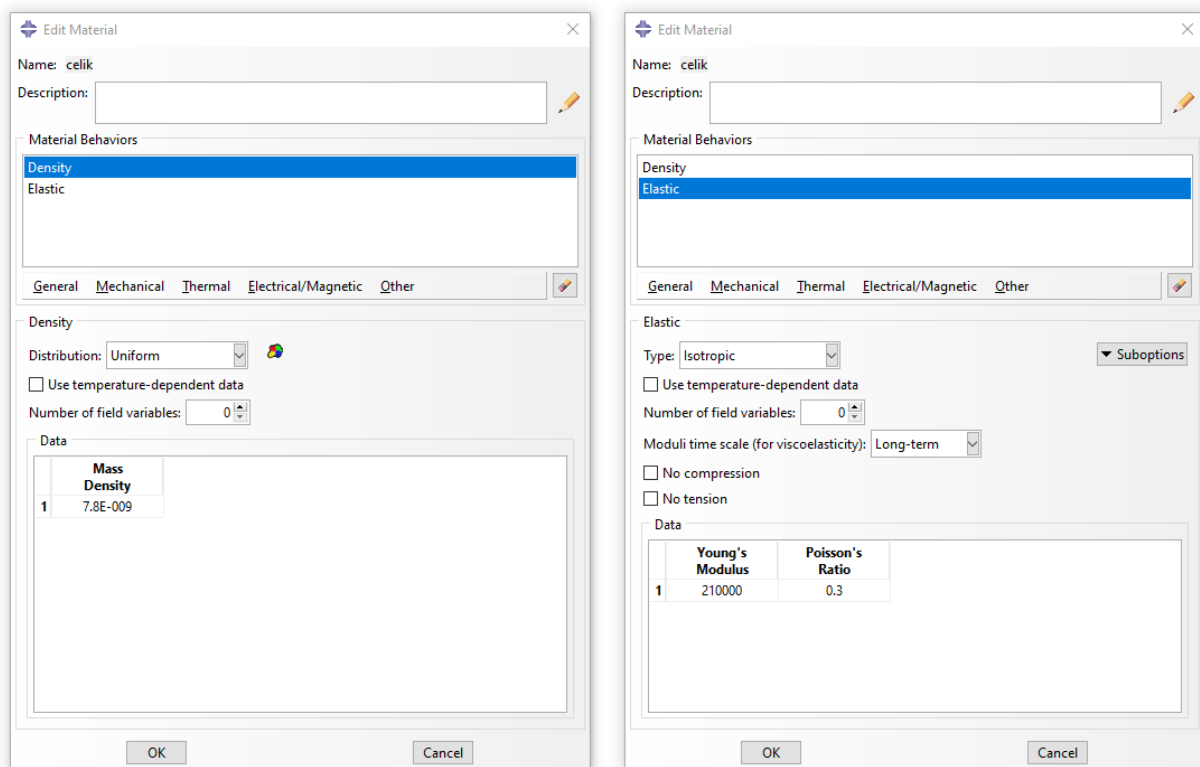 Edit Material
Name: celik
Description:
Material Behaviors
Density
Elastic
General Mechanical Thermal Electrical/Magnetic Other
Density
Distribution: Uniform
Use temperature-dependent data
Number of field variables: 0
Data
Mass
Density
1 7.8E-009
OK Cancel
Edit Material
Name: celik
Description:
Material Behaviors
Density
Elastic
General Mechanical Thermal Electrical/Magnetic Other
Elastic
Type: Isotropic Suboptions
Use temperature-dependent data
Number of field variables: 0
Moduli time scale (for viscoelasticity): Long-term
No compression
No tension
Data
Young's Poisson's
Modulus Ratio
1 210000 0.3
OK Cancel